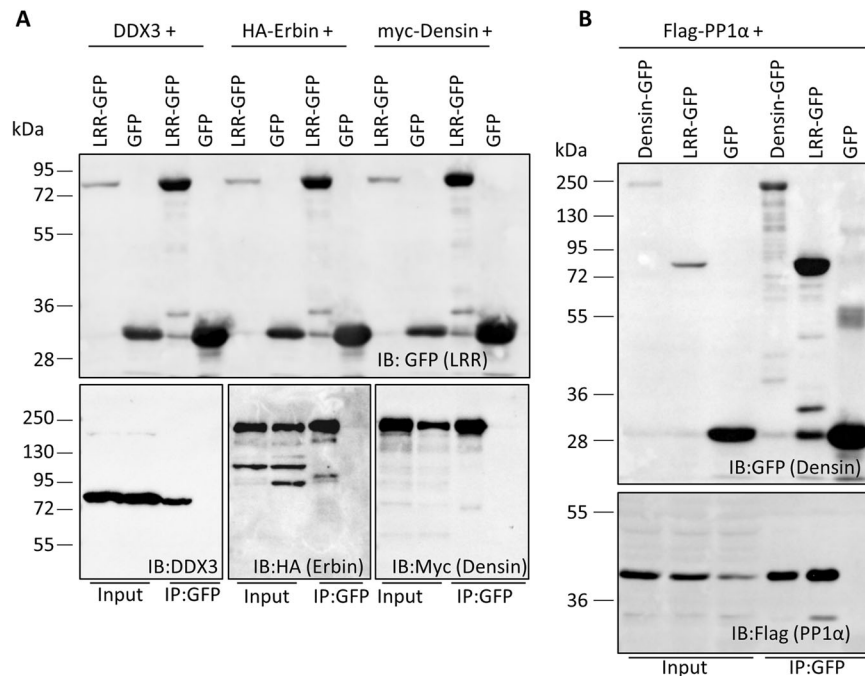 A
DDX3 +
HA-Erbin +
myc-Densin +
kDa
LRR-GFP
GFP
LRR-GFP
GFP
LRR-GFP
GFP
LRR-GFP
GFP
LRR-GFP
GFP
LRR-GFP
GFP
95
72
55
36
28
IB: GFP (LRR)
250
130
95
72
55
IB:DDX3
IB:HA (Erbin)
IB:Myc (Densin)
Input
IP:GFP
Input
IP:GFP
Input
IP:GFP
B
Flag-PP1α +
kDa
Densin-GFP
LRR-GFP
GFP
Densin-GFP
LRR-GFP
GFP
250
130
95
72
55
36
28
IB:GFP (Densin)
55
36
IB:Flag (PP1α)
Input
IP:GFP